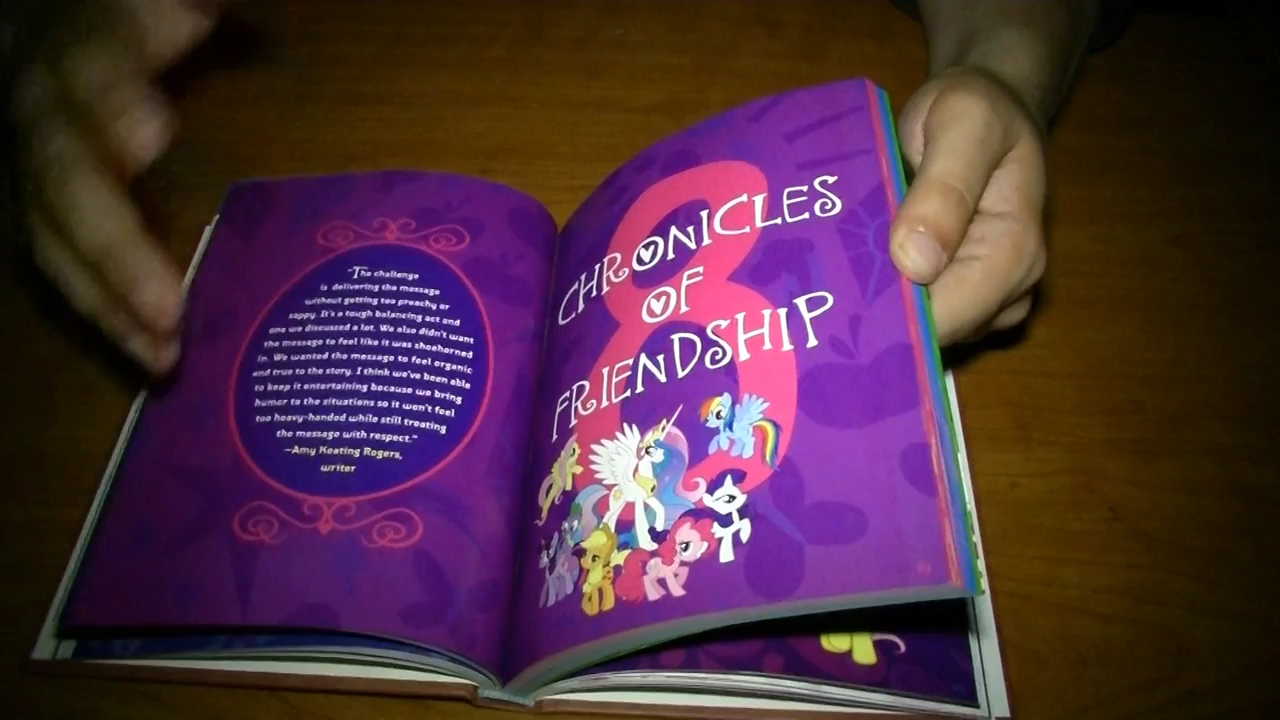 "The challenge
is delivering the message
without getting too preachy or
sappy. It's a tough balancing act and
one we discussed a lot. We also didn't want
the message to feel like it was shoehorned
in. We wanted the message to feel organic
and true to the story. I think we've been able
to keep it entertaining because we bring
humor to the situations so it won't feel
too heavy-handed while still treating
the message with respect."
—Amy Keating Rogers,
writer
8
CHRONICLES
OF
FRIENDSHIP